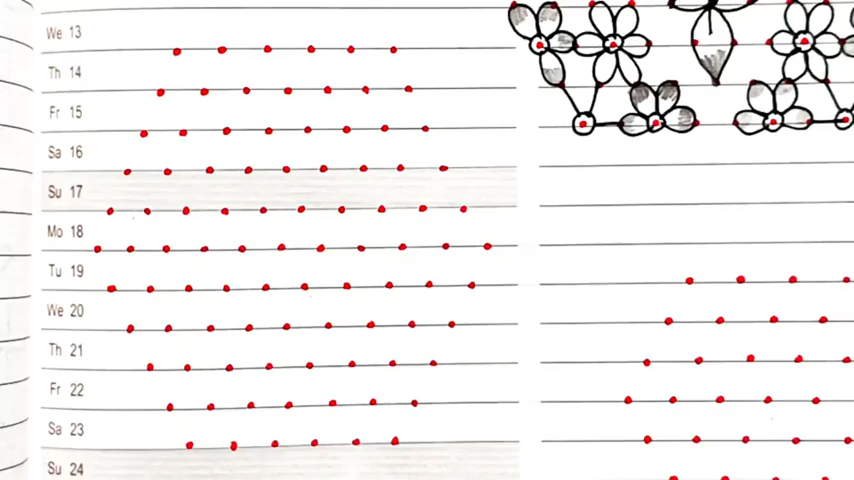 We 13
Th 14
Fr 15
Sa 16
Su 17
Mo 18
Tu 19
We 20
Th 21
Fr 22
Sa 23
Su 24